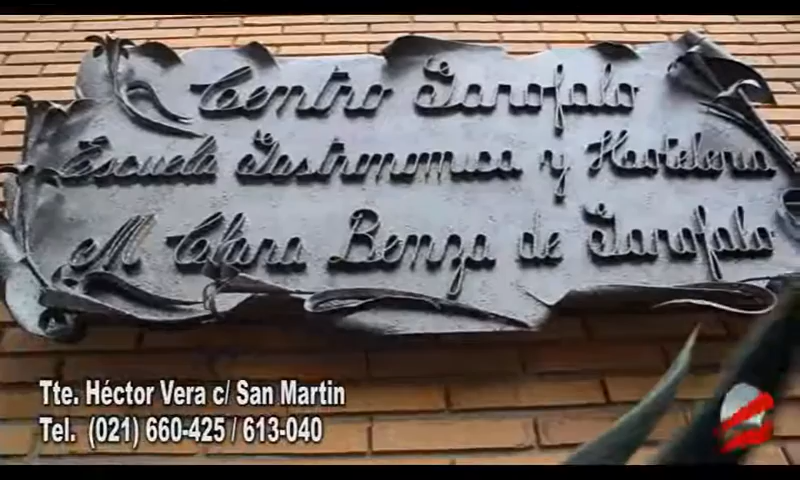 Centro Garofalo
Escuela Gastronomica y Hotelera
M Clara Benza de Garofalo
Tte. Héctor Vera c/ San Martin
Tel. (021) 660-425 / 613-040